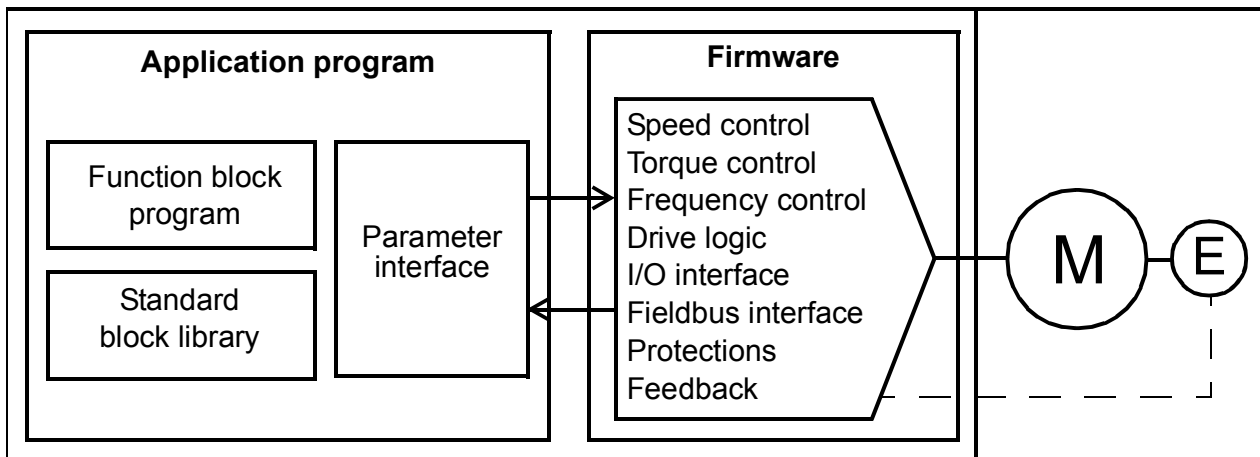 Application program
Function block
program
Standard
block library
Parameter
interface
Firmware
Speed control
Torque control
Frequency control
Drive logic
I/O interface
Fieldbus interface
Protections
Feedback
M
E